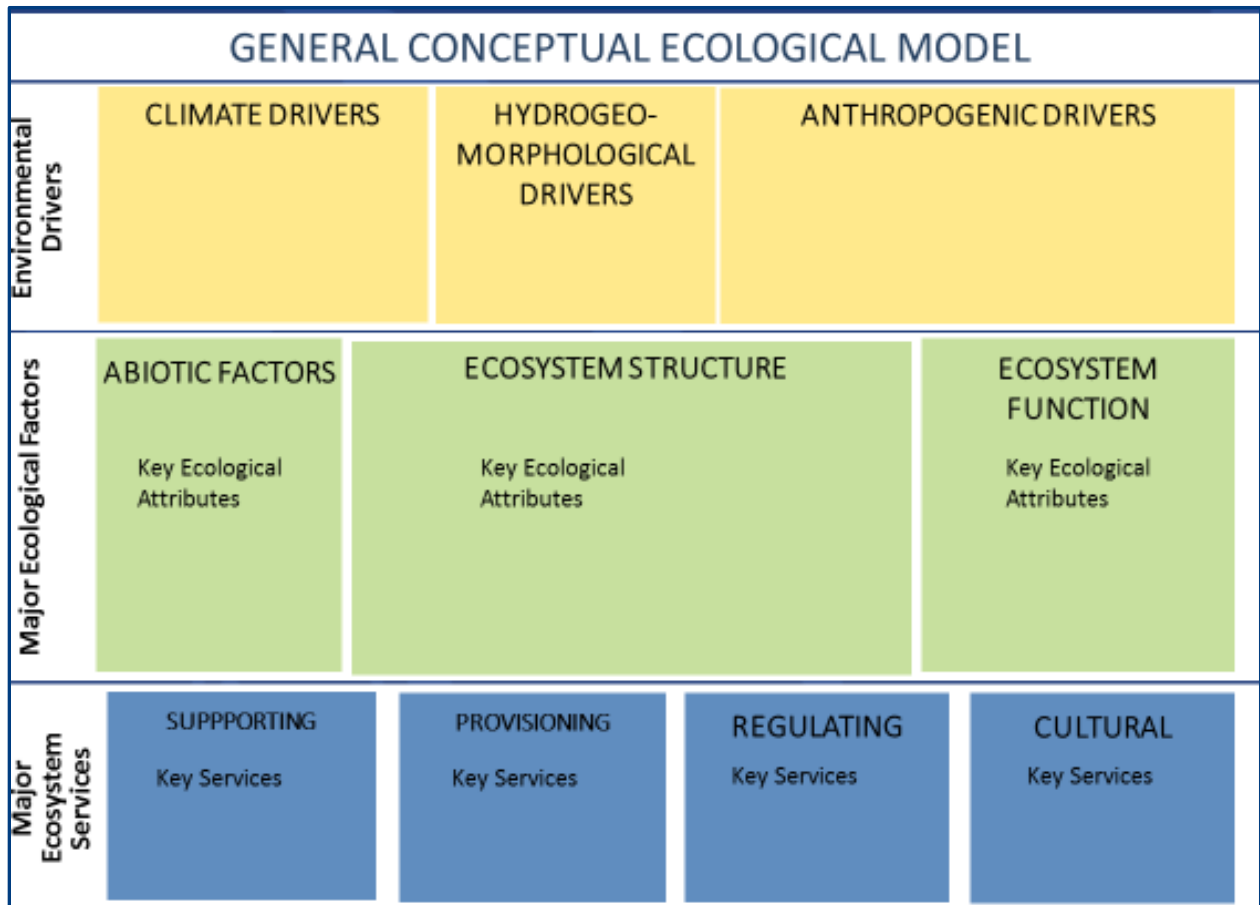 GENERAL CONCEPTUAL ECOLOGICAL MODEL
Environmental
Drivers
CLIMATE DRIVERS
HYDROGEO-
MORPHOLOGICAL
DRIVERS
ANTHROPOGENIC DRIVERS
Major Ecological Factors
ABIOTIC FACTORS
Key Ecological
Attributes
ECOSYSTEM STRUCTURE
Key Ecological
Attributes
ECOSYSTEM
FUNCTION
Key Ecological
Attributes
Major
Ecosystem
Services
SUPPPORTING
Key Services
PROVISIONING
Key Services
REGULATING
Key Services
CULTURAL
Key Services